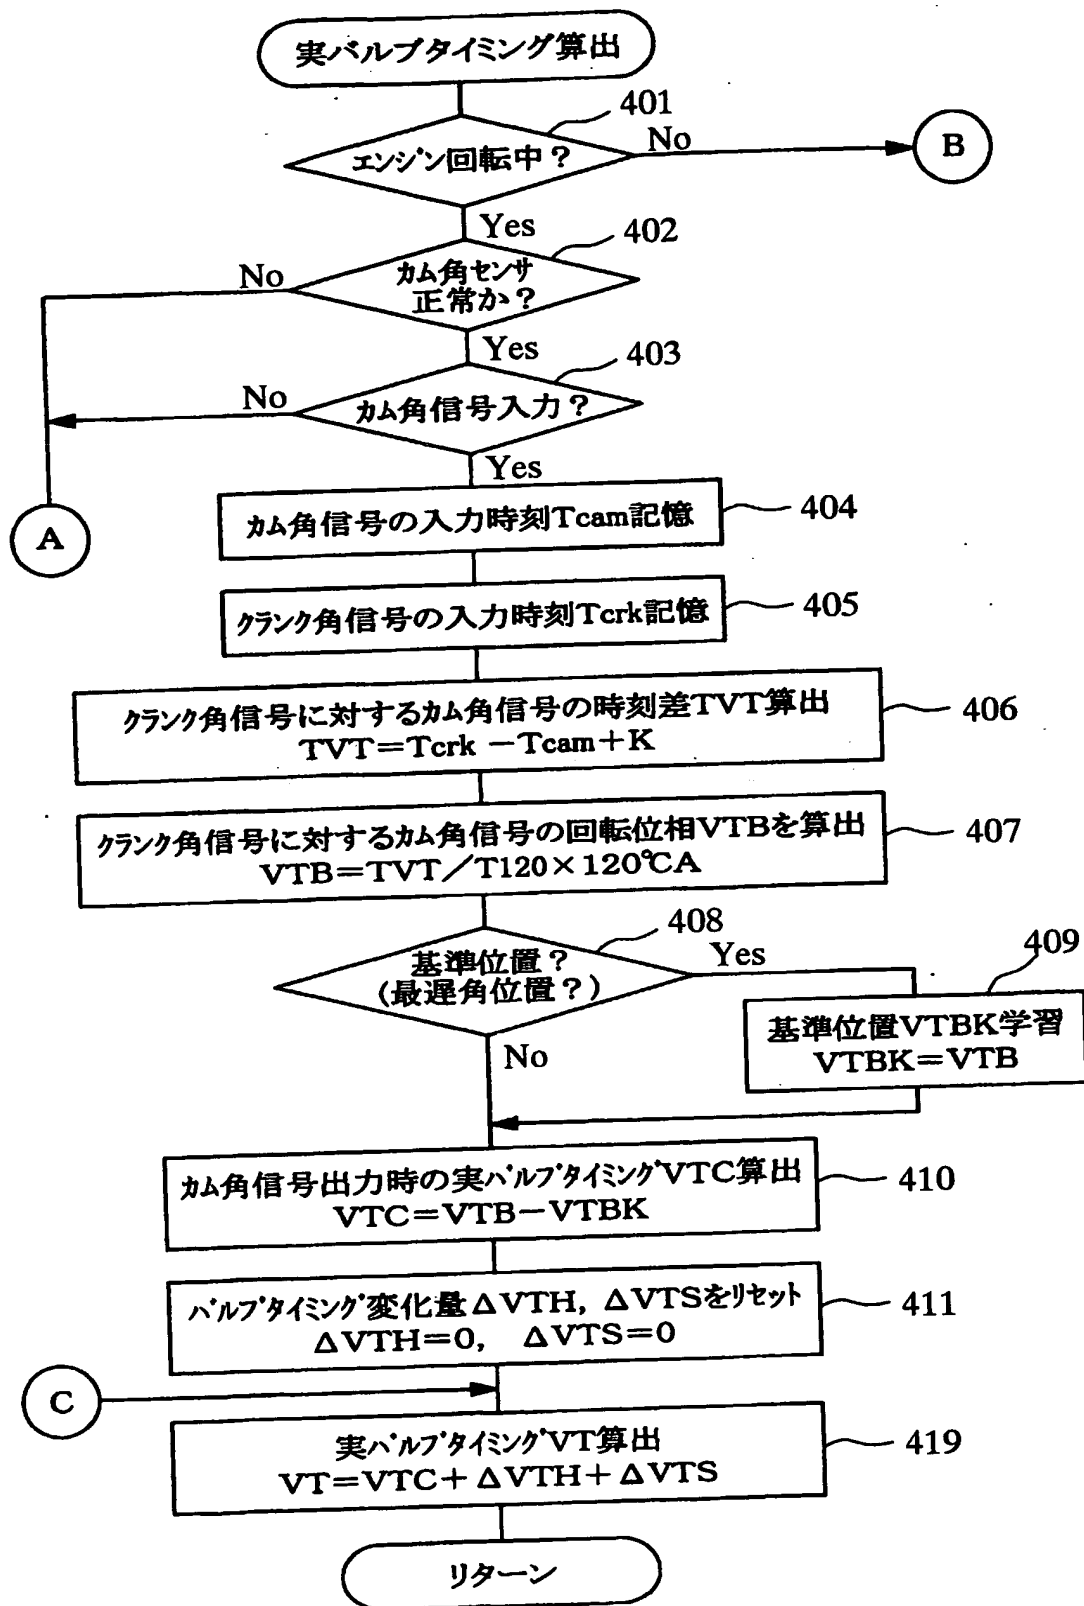 実バルブタイミング算出
401
エンジン回転中？
No
B
Yes
402
カム角センサ
正常か？
No
Yes
403
カム角信号入力？
No
Yes
A
カム角信号の入力時刻Tcam記憶
404
クランク角信号の入力時刻Tcrk記憶
405
クランク角信号に対するカム角信号の時刻差TVT算出
TVT＝Tcrk －Tcam＋K
406
クランク角信号に対するカム角信号の回転位相VTBを算出
VTB＝TVT／T120×120℃A
407
408
基準位置？
(最遅角位置？)
Yes
No
409
基準位置VTBK学習
VTBK＝VTB
カム角信号出力時の実バルブタイミングVTC算出
VTC＝VTB－VTBK
410
バルブタイミング変化量ΔVTH, ΔVTSをリセット
ΔVTH＝0, ΔVTS＝0
411
C
実バルブタイミングVT算出
VT＝VTC＋ΔVTH＋ΔVTS
419
リターン